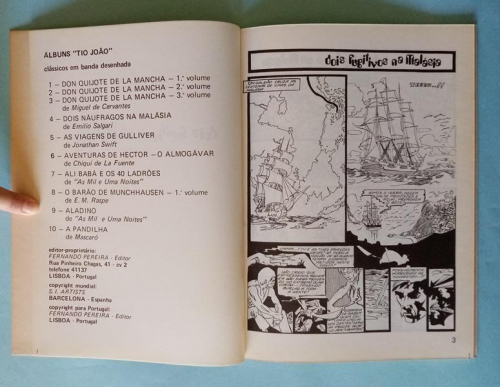 ÁLBUNS "TIO JOÃO"
clássicos em banda desenhada
1 – DON QUIJOTE DE LA MANCHA – 1.º volume
2 – DON QUIJOTE DE LA MANCHA – 2.º volume
3 – DON QUIJOTE DE LA MANCHA – 3.º volume
de Miguel de Cervantes
4 – DOIS NÁUFRAGOS NA MALÁSIA
de Emilio Salgari
5 – AS VIAGENS DE GULLIVER
de Jonathan Swift
6 – AVENTURAS DE HECTOR – O ALMOGÁVAR
de Chiqui de La Fuente
7 – ALI BABÁ E OS 40 LADRÕES
de "As Mil e Uma Noites"
8 – O BARÃO DE MUNCHHAUSEN – 1.º volume
de E. M. Raspe
9 – ALADINO
de "As Mil e Uma Noites"
10 – A PANDILHA
de Mascaró
editor-proprietário:
FERNANDO PEREIRA - Editor
Rua Pinheiro Chagas, 41 - cv 2
telefone 41137
LISBOA - Portugal
copyright mundial:
S. I. ARTISTS
BARCELONA - Espanha
copyright para Portugal:
FERNANDO PEREIRA - Editor
LISBOA - Portugal
dois fugitivos na Malásia
3